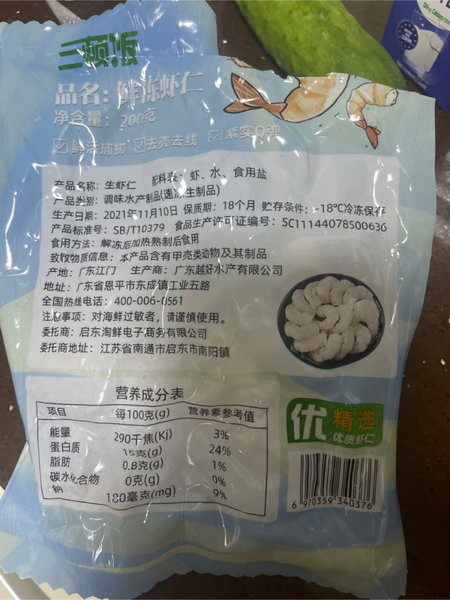 三顿饭
品名：鲜冻虾仁
净含量：200克
去壳去线 紧实Q弹
产品名称：生虾仁 配料表：虾、水、食用盐
产品类别：调味水产制品(速冻生制品)
生产日期：2021年11月10日 保质期：18个月 贮存条件：-18℃冷冻保存
产品标准号：SB/T10379 食品生产许可证编号：SC11144078500636
食用方法：解冻后加热熟制后食用
致敏物质信息：本产品含有甲壳类动物及其制品
产地：广东江门 生产商：广东越好水产有限公司
地址：广东省恩平市东成镇工业五路
全国热线电话：400-006-0561
注意事项：对海鲜过敏者，请谨慎使用。
委托商：启东淘鲜电子商务有限公司
委托商地址：江苏省南通市启东市南阳镇
营养成分表
项目 每100克(g) 营养素参考值
能量 290千焦(Kj) 3%
蛋白质 15克(g) 24%
脂肪 0.8克(g) 1%
碳水化合物 0克(g) 0%
钠 180毫克(mg) 9%
优 精选
优质虾仁
6 970359 340376